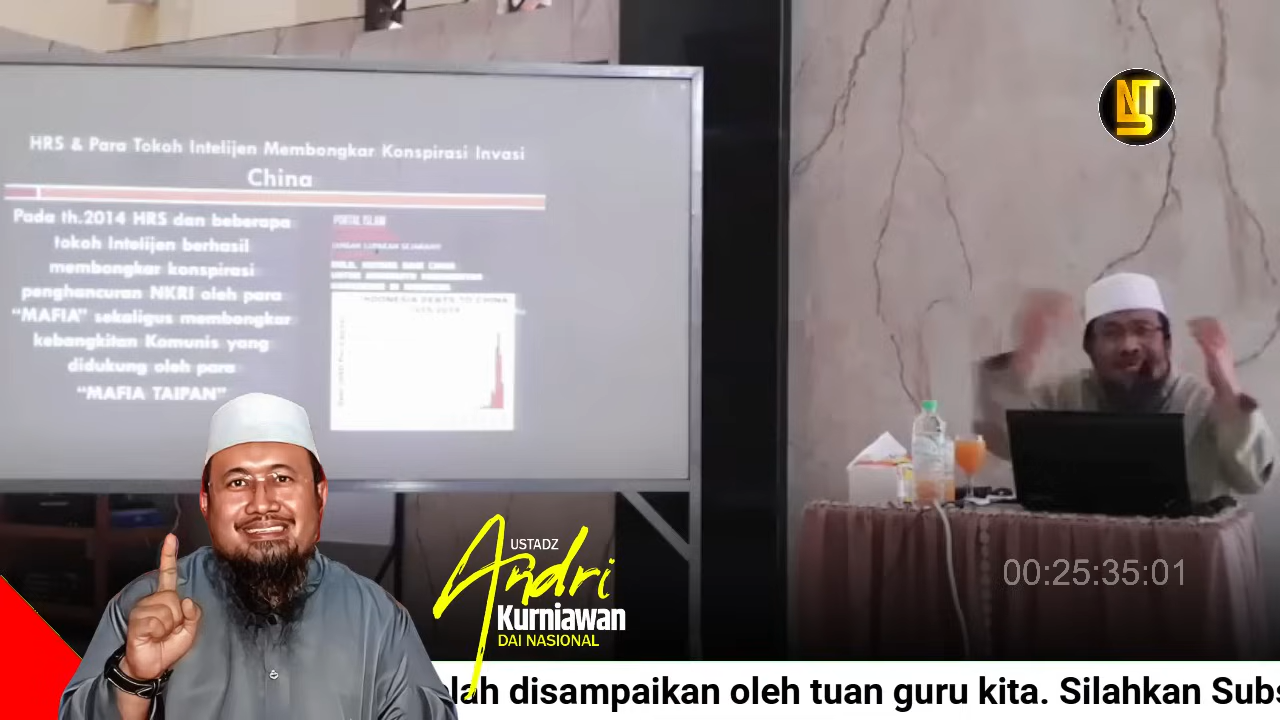 HRS & Para Tokoh Intelijen Membongkar Konspirasi Invasi
China
Pada th.2014 HRS dan beberapa
tokoh Intelijen berhasil
membongkar konspirasi
penghancuran NKRI oleh para
"MAFIA" sekaligus membongkar
kebangkitan Komunis yang
didukung oleh para
"MAFIA TAIPAN"
PORTAL ISLAM
INDONESIA DEBTS TO CHINA
NTD
USTADZ
Andri
Kurniawan
DAI NASIONAL
00:25:35:01
lah disampaikan oleh tuan guru kita. Silahkan Subs